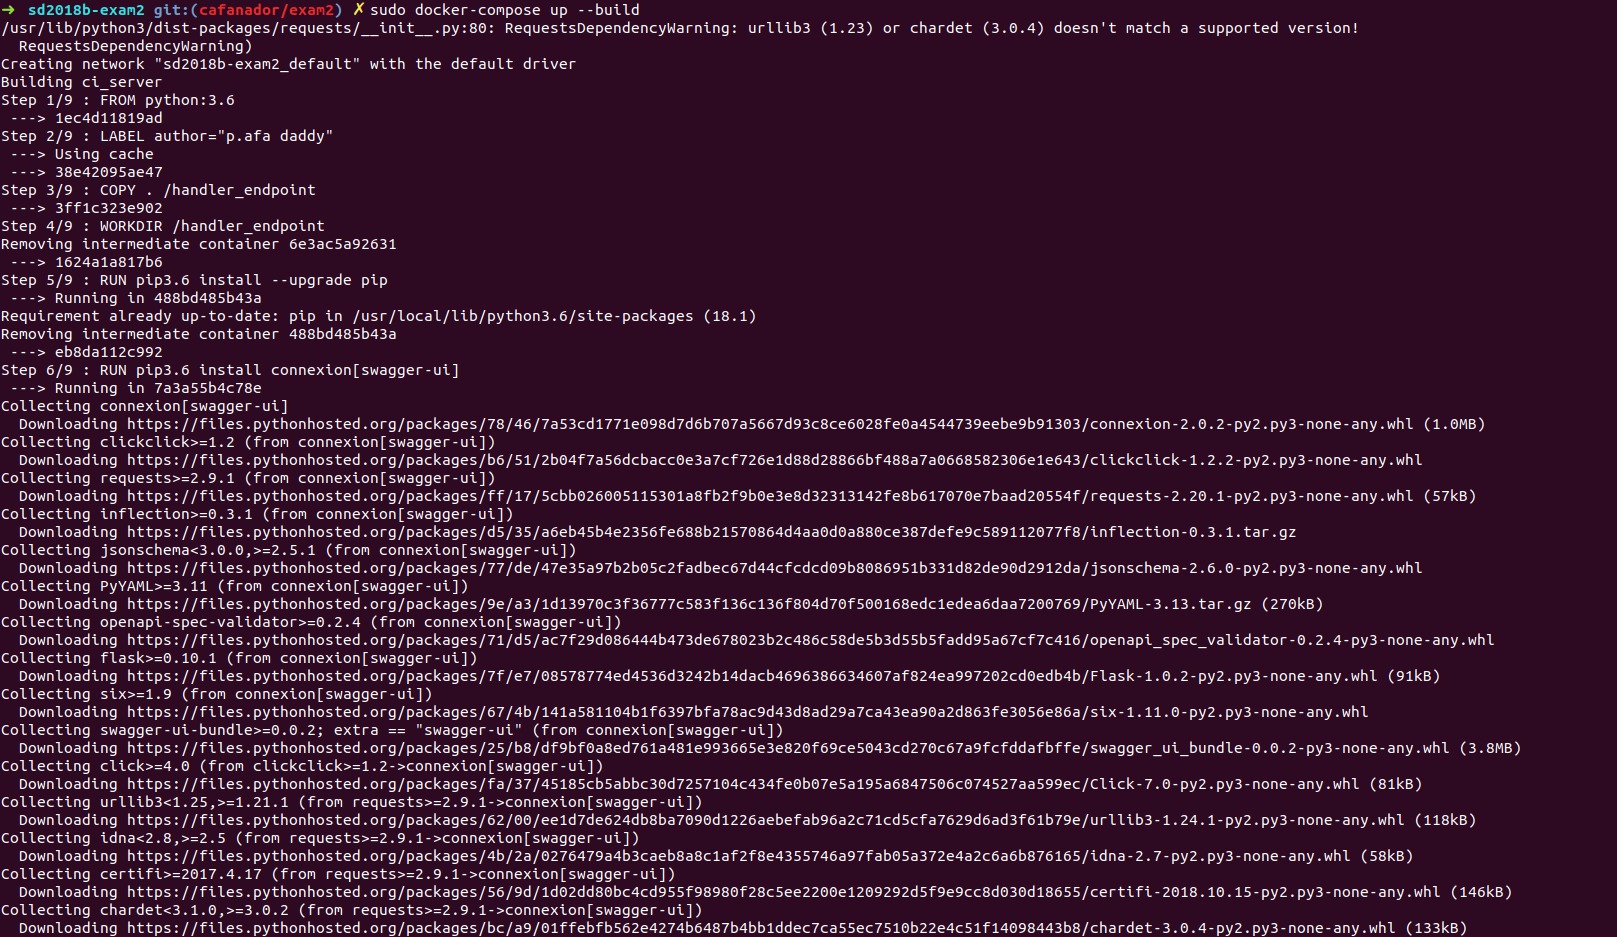 ➜  sd2018b-exam2 git:(cafanador/exam2) ✗ sudo docker-compose up --build
/usr/lib/python3/dist-packages/requests/__init__.py:80: RequestsDependencyWarning: urllib3 (1.23) or chardet (3.0.4) doesn't match a supported version!
  RequestsDependencyWarning)
Creating network "sd2018b-exam2_default" with the default driver
Building ci_server
Step 1/9 : FROM python:3.6
 ---> 1ec4d11819ad
Step 2/9 : LABEL author="p.afa daddy"
 ---> Using cache
 ---> 38e42095ae47
Step 3/9 : COPY . /handler_endpoint
 ---> 3ff1c323e902
Step 4/9 : WORKDIR /handler_endpoint
Removing intermediate container 6e3ac5a92631
 ---> 1624a1a817b6
Step 5/9 : RUN pip3.6 install --upgrade pip
 ---> Running in 488bd485b43a
Requirement already up-to-date: pip in /usr/local/lib/python3.6/site-packages (18.1)
Removing intermediate container 488bd485b43a
 ---> eb8da112c992
Step 6/9 : RUN pip3.6 install connexion[swagger-ui]
 ---> Running in 7a3a55b4c78e
Collecting connexion[swagger-ui]
  Downloading https://files.pythonhosted.org/packages/78/46/7a53cd1771e098d7d6b707a5667d93c8ce6028fe0a4544739eebe9b91303/connexion-2.0.2-py2.py3-none-any.whl (1.0MB)
Collecting clickclick>=1.2 (from connexion[swagger-ui])
  Downloading https://files.pythonhosted.org/packages/b6/51/2b04f7a56dcbacc0e3a7cf726e1d88d28866bf488a7a0668582306e1e643/clickclick-1.2.2-py2.py3-none-any.whl
Collecting requests>=2.9.1 (from connexion[swagger-ui])
  Downloading https://files.pythonhosted.org/packages/ff/17/5cbb026005115301a8fb2f9b0e3e8d32313142fe8b617070e7baad20554f/requests-2.20.1-py2.py3-none-any.whl (57kB)
Collecting inflection>=0.3.1 (from connexion[swagger-ui])
  Downloading https://files.pythonhosted.org/packages/d5/35/a6eb45b4e2356fe688b21570864d4aa0d0a880ce387defe9c589112077f8/inflection-0.3.1.tar.gz
Collecting jsonschema<3.0.0,>=2.5.1 (from connexion[swagger-ui])
  Downloading https://files.pythonhosted.org/packages/77/de/47e35a97b2b05c2fadbec67d44cfcdcd09b8086951b331d82de90d2912da/jsonschema-2.6.0-py2.py3-none-any.whl
Collecting PyYAML>=3.11 (from connexion[swagger-ui])
  Downloading https://files.pythonhosted.org/packages/9e/a3/1d13970c3f36777c583f136c136f804d70f500168edc1edea6daa7200769/PyYAML-3.13.tar.gz (270kB)
Collecting openapi-spec-validator>=0.2.4 (from connexion[swagger-ui])
  Downloading https://files.pythonhosted.org/packages/71/d5/ac7f29d086444b473de678023b2c486c58de5b3d55b5fadd95a67cf7c416/openapi_spec_validator-0.2.4-py3-none-any.whl
Collecting flask>=0.10.1 (from connexion[swagger-ui])
  Downloading https://files.pythonhosted.org/packages/7f/e7/08578774ed4536d3242b14dacb4696386634607af824ea997202cd0edb4b/Flask-1.0.2-py2.py3-none-any.whl (91kB)
Collecting six>=1.9 (from connexion[swagger-ui])
  Downloading https://files.pythonhosted.org/packages/67/4b/141a581104b1f6397bfa78ac9d43d8ad29a7ca43ea90a2d863fe3056e86a/six-1.11.0-py2.py3-none-any.whl
Collecting swagger-ui-bundle>=0.0.2; extra == "swagger-ui" (from connexion[swagger-ui])
  Downloading https://files.pythonhosted.org/packages/25/b8/df9bf0a8ed761a481e993665e3e820f69ce5043cd270c67a9fcfddafbffe/swagger_ui_bundle-0.0.2-py3-none-any.whl (3.8MB)
Collecting click>=4.0 (from clickclick>=1.2->connexion[swagger-ui])
  Downloading https://files.pythonhosted.org/packages/fa/37/45185cb5abbc30d7257104c434fe0b07e5a195a6847506c074527aa599ec/Click-7.0-py2.py3-none-any.whl (81kB)
Collecting urllib3<1.25,>=1.21.1 (from requests>=2.9.1->connexion[swagger-ui])
  Downloading https://files.pythonhosted.org/packages/62/00/ee1d7de624db8ba7090d1226aebefab96a2c71cd5cfa7629d6ad3f61b79e/urllib3-1.24.1-py2.py3-none-any.whl (118kB)
Collecting idna<2.8,>=2.5 (from requests>=2.9.1->connexion[swagger-ui])
  Downloading https://files.pythonhosted.org/packages/4b/2a/0276479a4b3caeb8a8c1af2f8e4355746a97fab05a372e4a2c6a6b876165/idna-2.7-py2.py3-none-any.whl (58kB)
Collecting certifi>=2017.4.17 (from requests>=2.9.1->connexion[swagger-ui])
  Downloading https://files.pythonhosted.org/packages/56/9d/1d02dd80bc4cd955f98980f28c5ee2200e1209292d5f9e9cc8d030d18655/certifi-2018.10.15-py2.py3-none-any.whl (146kB)
Collecting chardet<3.1.0,>=3.0.2 (from requests>=2.9.1->connexion[swagger-ui])
  Downloading https://files.pythonhosted.org/packages/bc/a9/01ffebfb562e4274b6487b4bb1ddec7ca55ec7510b22e4c51f14098443b8/chardet-3.0.4-py2.py3-none-any.whl (133kB)